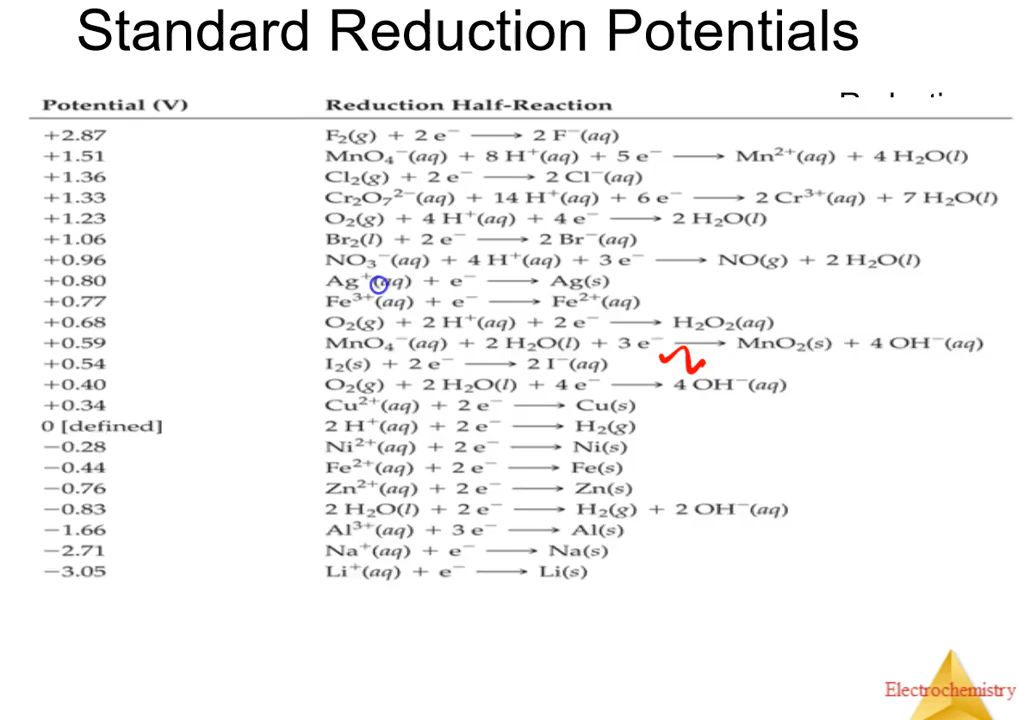 Standard Reduction Potentials
Potential (V) Reduction Half-Reaction
+2.87 F₂(g) + 2 e⁻ ⟶ 2 F⁻(aq)
+1.51 MnO₄⁻(aq) + 8 H⁺(aq) + 5 e⁻ ⟶ Mn²⁺(aq) + 4 H₂O(l)
+1.36 Cl₂(g) + 2 e⁻ ⟶ 2 Cl⁻(aq)
+1.33 Cr₂O₇²⁻(aq) + 14 H⁺(aq) + 6 e⁻ ⟶ 2 Cr³⁺(aq) + 7 H₂O(l)
+1.23 O₂(g) + 4 H⁺(aq) + 4 e⁻ ⟶ 2 H₂O(l)
+1.06 Br₂(l) + 2 e⁻ ⟶ 2 Br⁻(aq)
+0.96 NO₃⁻(aq) + 4 H⁺(aq) + 3 e⁻ ⟶ NO(g) + 2 H₂O(l)
+0.80 Ag⁺(aq) + e⁻ ⟶ Ag(s)
+0.77 Fe³⁺(aq) + e⁻ ⟶ Fe²⁺(aq)
+0.68 O₂(g) + 2 H⁺(aq) + 2 e⁻ ⟶ H₂O₂(aq)
+0.59 MnO₄⁻(aq) + 2 H₂O(l) + 3 e⁻ ⟶ MnO₂(s) + 4 OH⁻(aq)
+0.54 I₂(s) + 2 e⁻ ⟶ 2 I⁻(aq)
+0.40 O₂(g) + 2 H₂O(l) + 4 e⁻ ⟶ 4 OH⁻(aq)
+0.34 Cu²⁺(aq) + 2 e⁻ ⟶ Cu(s)
0 [defined] 2 H⁺(aq) + 2 e⁻ ⟶ H₂(g)
−0.28 Ni²⁺(aq) + 2 e⁻ ⟶ Ni(s)
−0.44 Fe²⁺(aq) + 2 e⁻ ⟶ Fe(s)
−0.76 Zn²⁺(aq) + 2 e⁻ ⟶ Zn(s)
−0.83 2 H₂O(l) + 2 e⁻ ⟶ H₂(g) + 2 OH⁻(aq)
−1.66 Al³⁺(aq) + 3 e⁻ ⟶ Al(s)
−2.71 Na⁺(aq) + e⁻ ⟶ Na(s)
−3.05 Li⁺(aq) + e⁻ ⟶ Li(s)
Electrochemistry